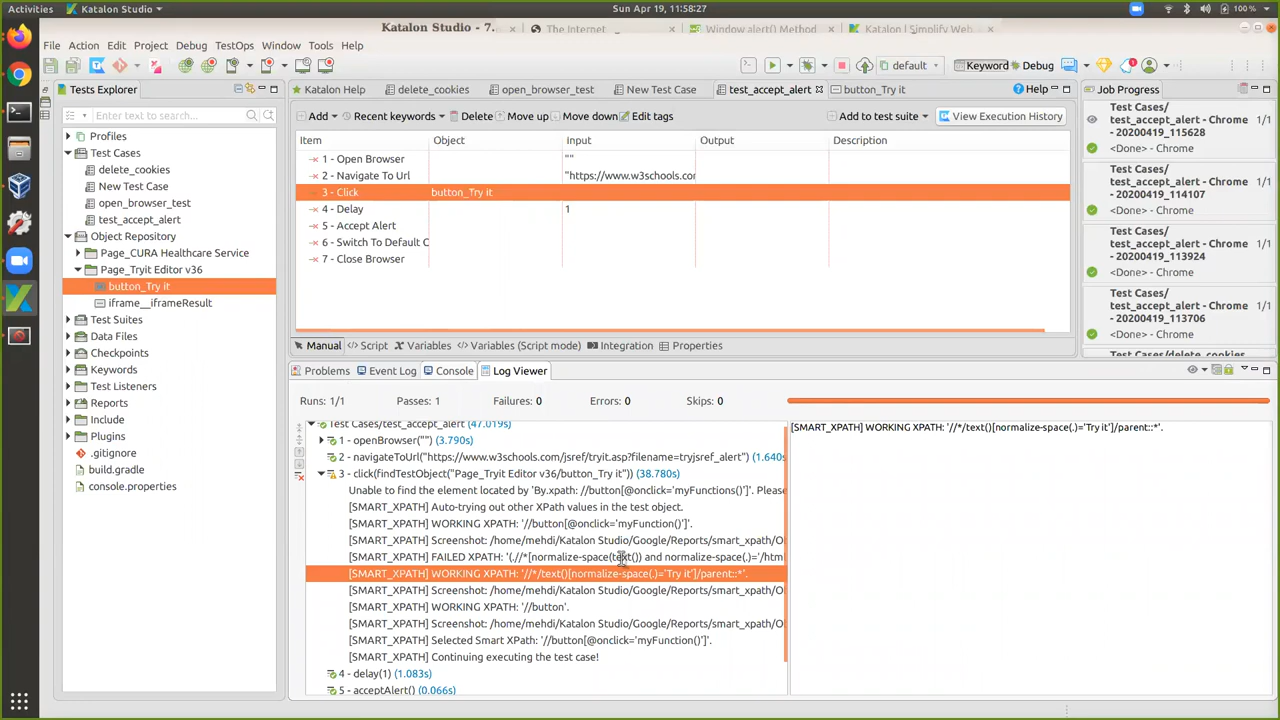 Activities
Katalon Studio
Sun Apr 19, 11:58:27
100 %
Katalon Studio - 7.
The Internet
Window alert() Method
Katalon | Simplify Web
File Action Edit Project Debug TestOps Window Tools Help
default
Keyword
Debug
Tests Explorer
Katalon Help
delete_cookies
open_browser_test
New Test Case
test_accept_alert
button_Try it
Help
Job Progress
Enter text to search...
Add
Recent keywords
Delete
Move up
Move down
Edit tags
Add to test suite
View Execution History
Profiles
Test Cases
delete_cookies
New Test Case
open_browser_test
test_accept_alert
Object Repository
Page_CURA Healthcare Service
Page_Tryit Editor v36
button_Try it
iframe__iframeResult
Test Suites
Data Files
Checkpoints
Keywords
Test Listeners
Reports
Include
Plugins
.gitignore
build.gradle
console.properties
Item Object Input Output Description
1 - Open Browser ""
2 - Navigate To Url "https://www.w3schools.cor
3 - Click button_Try it
4 - Delay 1
5 - Accept Alert
6 - Switch To Default C
7 - Close Browser
Manual
Script
Variables
Variables (Script mode)
Integration
Properties
Test Cases/
test_accept_alert - Chrome
- 20200419_115628
1/1
<Done> - Chrome
Test Cases/
test_accept_alert - Chrome
- 20200419_114107
1/1
<Done> - Chrome
Test Cases/
test_accept_alert - Chrome
- 20200419_113924
1/1
<Done> - Chrome
Test Cases/
test_accept_alert - Chrome
- 20200419_113706
1/1
<Done> - Chrome
Test Cases/delete_cookies
Problems
Event Log
Console
Log Viewer
Runs: 1/1 Passes: 1 Failures: 0 Errors: 0 Skips: 0
Test Cases/test_accept_alert (47.019s)
1 - openBrowser("") (3.790s)
2 - navigateToUrl("https://www.w3schools.com/jsref/tryit.asp?filename=tryjsref_alert") (1.640s
3 - click(findTestObject("Page_Tryit Editor v36/button_Try it")) (38.780s)
Unable to find the element located by 'By.xpath: //button[@onclick='myFunctions()']'. Please
[SMART_XPATH] Auto-trying out other XPath values in the test object.
[SMART_XPATH] WORKING XPATH: '//button[@onclick='myFunction()']'.
[SMART_XPATH] Screenshot: /home/mehdi/Katalon Studio/Google/Reports/smart_xpath/O
[SMART_XPATH] FAILED XPATH: '(.//*[normalize-space(text()) and normalize-space(.)='/html
[SMART_XPATH] WORKING XPATH: '//*/text()[normalize-space(.)='Try it']/parent::*'.
[SMART_XPATH] Screenshot: /home/mehdi/Katalon Studio/Google/Reports/smart_xpath/O
[SMART_XPATH] WORKING XPATH: '//button'.
[SMART_XPATH] Screenshot: /home/mehdi/Katalon Studio/Google/Reports/smart_xpath/O
[SMART_XPATH] Selected Smart XPath: '//button[@onclick='myFunction()']'.
[SMART_XPATH] Continuing executing the test case!
4 - delay(1) (1.083s)
5 - acceptAlert() (0.066s)
[SMART_XPATH] WORKING XPATH: '//*/text()[normalize-space(.)='Try it']/parent::*'.